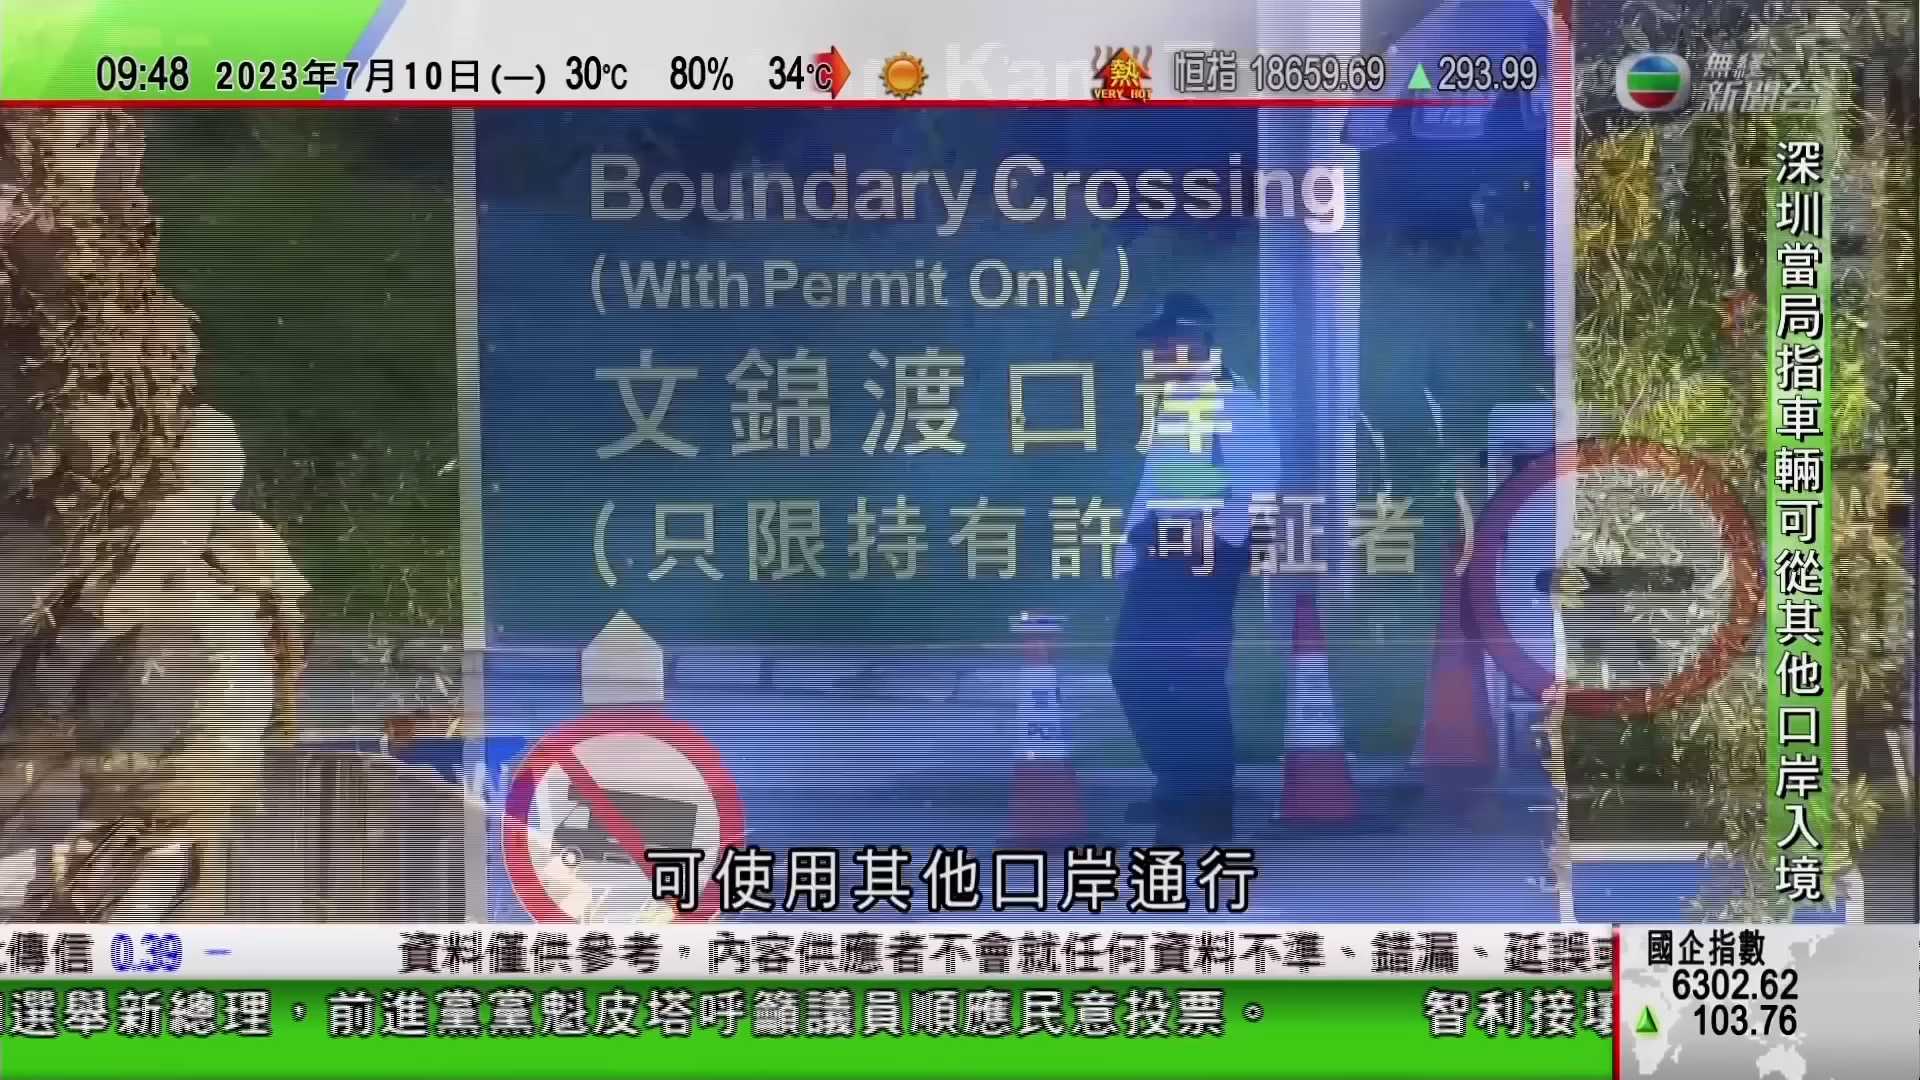 09:48 2023年7月10日(一) 30℃ 80% 34℃ 熱 恒指 18659.69 ▲293.99
VERY HOT
無綫
新聞台
Boundary Crossing
(With Permit Only)
文錦渡口岸
(只限持有許可証者)
深圳當局指車輛可從其他口岸入境
可使用其他口岸通行
傳信 0.39 – 資料僅供參考，內容供應者不會就任何資料不準、錯漏、延誤或
選舉新總理，前進黨黨魁皮塔呼籲議員順應民意投票。 智利接壤
國企指數
6302.62
▲ 103.76